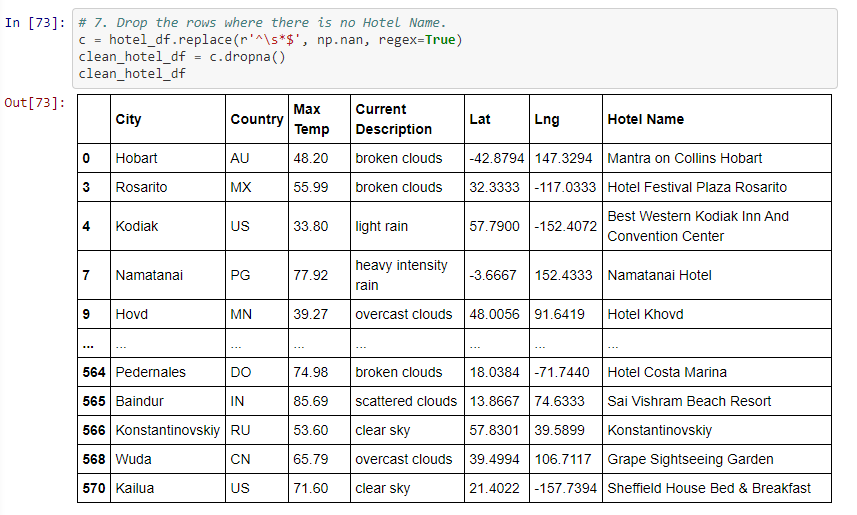 In [73]: # 7. Drop the rows where there is no Hotel Name.
c = hotel_df.replace(r'^\s*$', np.nan, regex=True)
clean_hotel_df = c.dropna()
clean_hotel_df
Out[73]:
City Country Max Temp Current Description Lat Lng Hotel Name
0 Hobart AU 48.20 broken clouds -42.8794 147.3294 Mantra on Collins Hobart
3 Rosarito MX 55.99 broken clouds 32.3333 -117.0333 Hotel Festival Plaza Rosarito
4 Kodiak US 33.80 light rain 57.7900 -152.4072 Best Western Kodiak Inn And Convention Center
7 Namatanai PG 77.92 heavy intensity rain -3.6667 152.4333 Namatanai Hotel
9 Hovd MN 39.27 overcast clouds 48.0056 91.6419 Hotel Khovd
... ... ... ... ... ... ... ...
564 Pedernales DO 74.98 broken clouds 18.0384 -71.7440 Hotel Costa Marina
565 Baindur IN 85.69 scattered clouds 13.8667 74.6333 Sai Vishram Beach Resort
566 Konstantinovskiy RU 53.60 clear sky 57.8301 39.5899 Konstantinovskiy
568 Wuda CN 65.79 overcast clouds 39.4994 106.7117 Grape Sightseeing Garden
570 Kailua US 71.60 clear sky 21.4022 -157.7394 Sheffield House Bed & Breakfast